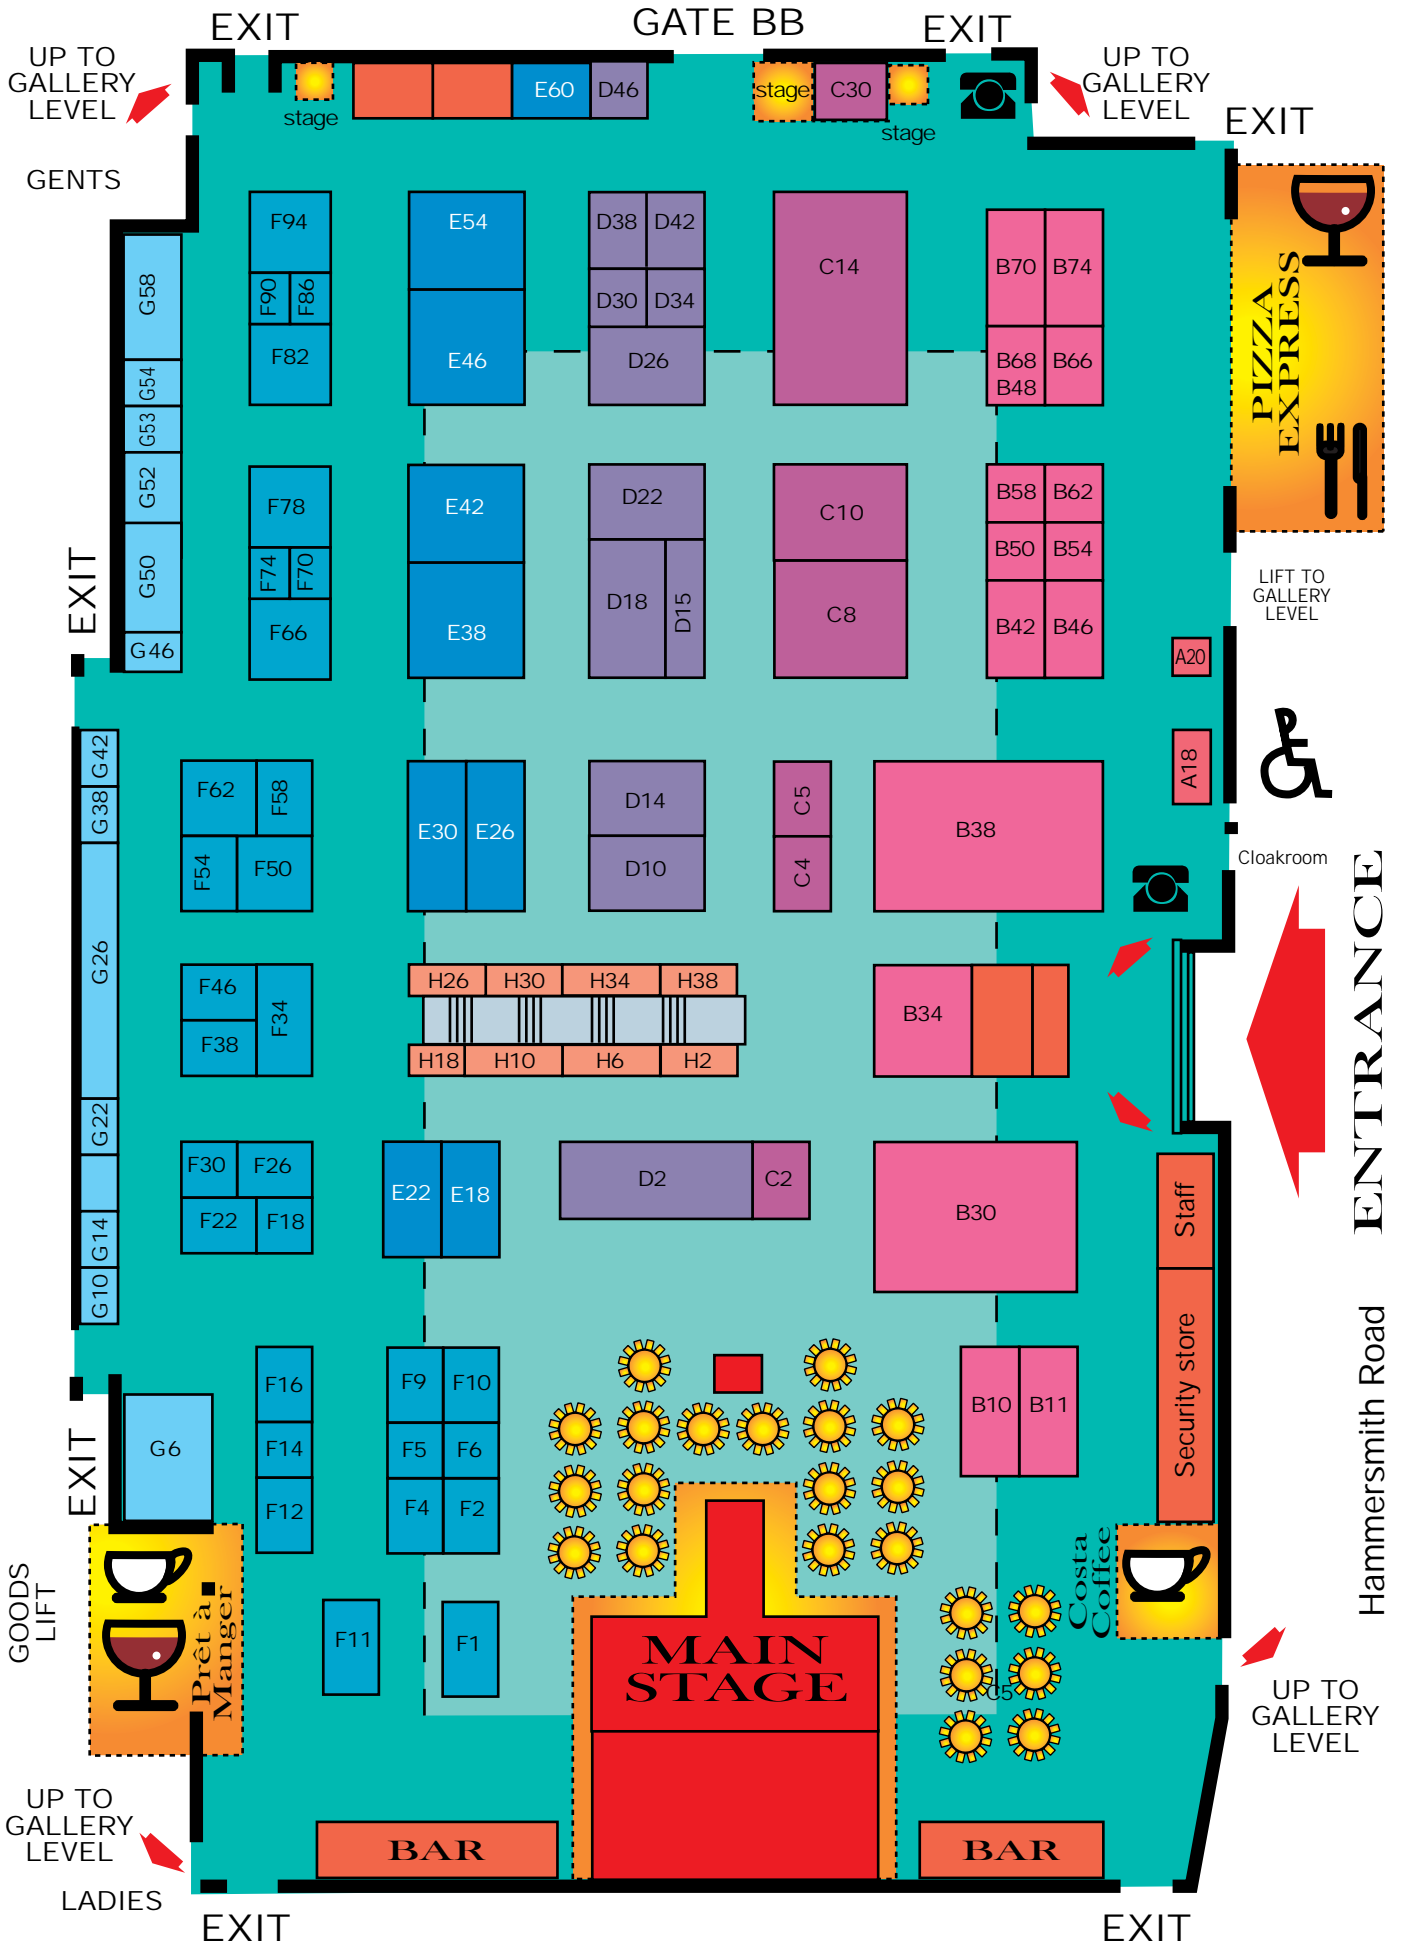 EXIT
GATE BB
EXIT
UP TO
GALLERY
LEVEL
stage
E60
D46
stage
C30
stage
UP TO
GALLERY
LEVEL
EXIT
GENTS
F94
E54
D38
D42
C14
B70
B74
G58
F90
F86
D30
D34
F82
E46
D26
B68
B48
B66
PIZZA
EXPRESS
G54
G53
G52
F78
E42
D22
C10
B58
B62
EXIT
G50
F74
F70
D18
D15
B50
B54
LIFT TO
GALLERY
LEVEL
G46
F66
E38
C8
B42
B46
A20
G42
G38
F62
F58
E30
E26
D14
C5
B38
A18
F54
F50
D10
C4
Cloakroom
ENTRANCE
G26
F46
F34
F38
H26
H30
H34
H38
H18
H10
H6
H2
B34
G22
F30
F26
E22
E18
D2
C2
B30
Staff
G14
F22
F18
G10
Security store
Hammersmith Road
F16
F9
F10
B10
B11
EXIT
G6
F14
F5
F6
F12
F4
F2
GOODS
LIFT
Prêt à
Manger
Costa
Coffee
F11
F1
MAIN
STAGE
C5
UP TO
GALLERY
LEVEL
UP TO
GALLERY
LEVEL
BAR
BAR
LADIES
EXIT
EXIT